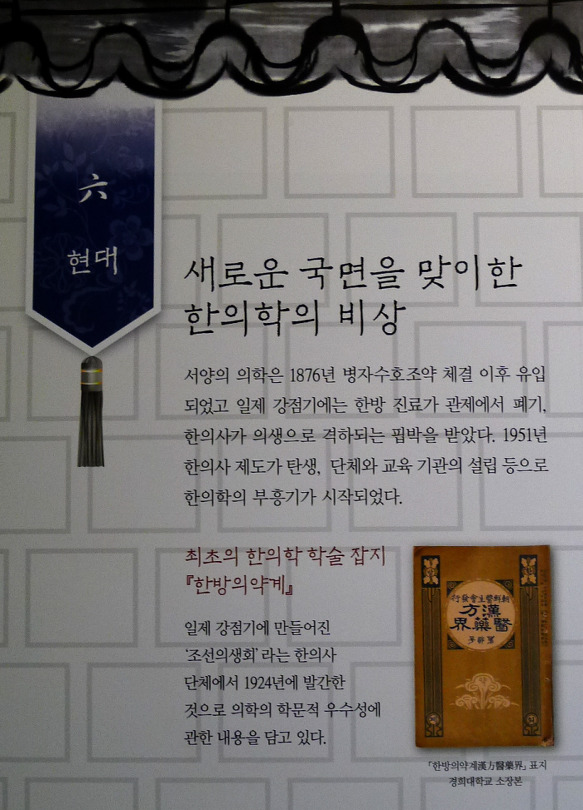 六
현대
새로운 국면을 맞이한
한의학의 비상
서양의 의학은 1876년 병자수호조약 체결 이후 유입
되었고 일제 강점기에는 한방 진료가 관제에서 폐기,
한의사가 의생으로 격하되는 핍박을 받았다. 1951년
한의사 제도가 탄생, 단체와 교육 기관의 설립 등으로
한의학의 부흥기가 시작되었다.
최초의 한의학 학술 잡지
『한방의약계』
일제 강점기에 만들어진
‘조선의생회’라는 한의사
단체에서 1924년에 발간한
것으로 의학의 학문적 우수성에
관한 내용을 담고 있다.
行發會生醫鮮朝
方漢
界藥醫
「한방의약계漢方醫藥界」 표지
경희대학교 소장본